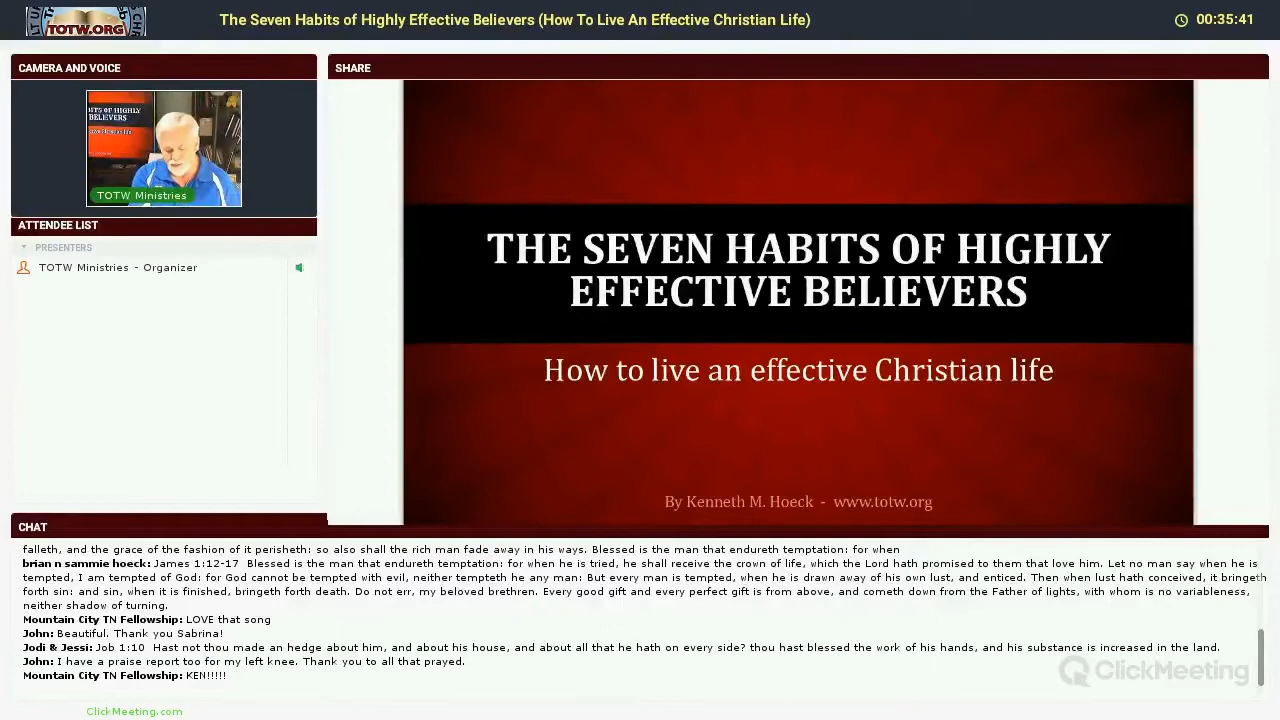 TOTW.ORG
The Seven Habits of Highly Effective Believers (How To Live An Effective Christian Life)
00:35:41
CAMERA AND VOICE
SHARE
ITS OF HIGHLY
BELIEVERS
TOTW Ministries
ATTENDEE LIST
PRESENTERS
TOTW Ministries - Organizer
THE SEVEN HABITS OF HIGHLY
EFFECTIVE BELIEVERS
How to live an effective Christian life
By Kenneth M. Hoeck - www.totw.org
CHAT
falleth, and the grace of the fashion of it perisheth: so also shall the rich man fade away in his ways. Blessed is the man that endureth temptation: for when
brian n sammie hoeck: James 1:12-17 Blessed is the man that endureth temptation: for when he is tried, he shall receive the crown of life, which the Lord hath promised to them that love him. Let no man say when he is
tempted, I am tempted of God: for God cannot be tempted with evil, neither tempteth he any man: But every man is tempted, when he is drawn away of his own lust, and enticed. Then when lust hath conceived, it bringeth
forth sin: and sin, when it is finished, bringeth forth death. Do not err, my beloved brethren. Every good gift and every perfect gift is from above, and cometh down from the Father of lights, with whom is no variableness,
neither shadow of turning.
Mountain City TN Fellowship: LOVE that song
John: Beautiful. Thank you Sabrina!
Jodi & Jessi: Job 1:10 Hast not thou made an hedge about him, and about his house, and about all that he hath on every side? thou hast blessed the work of his hands, and his substance is increased in the land.
John: I have a praise report too for my left knee. Thank you to all that prayed.
Mountain City TN Fellowship: KEN!!!!!
ClickMeeting
ClickMeeting.com